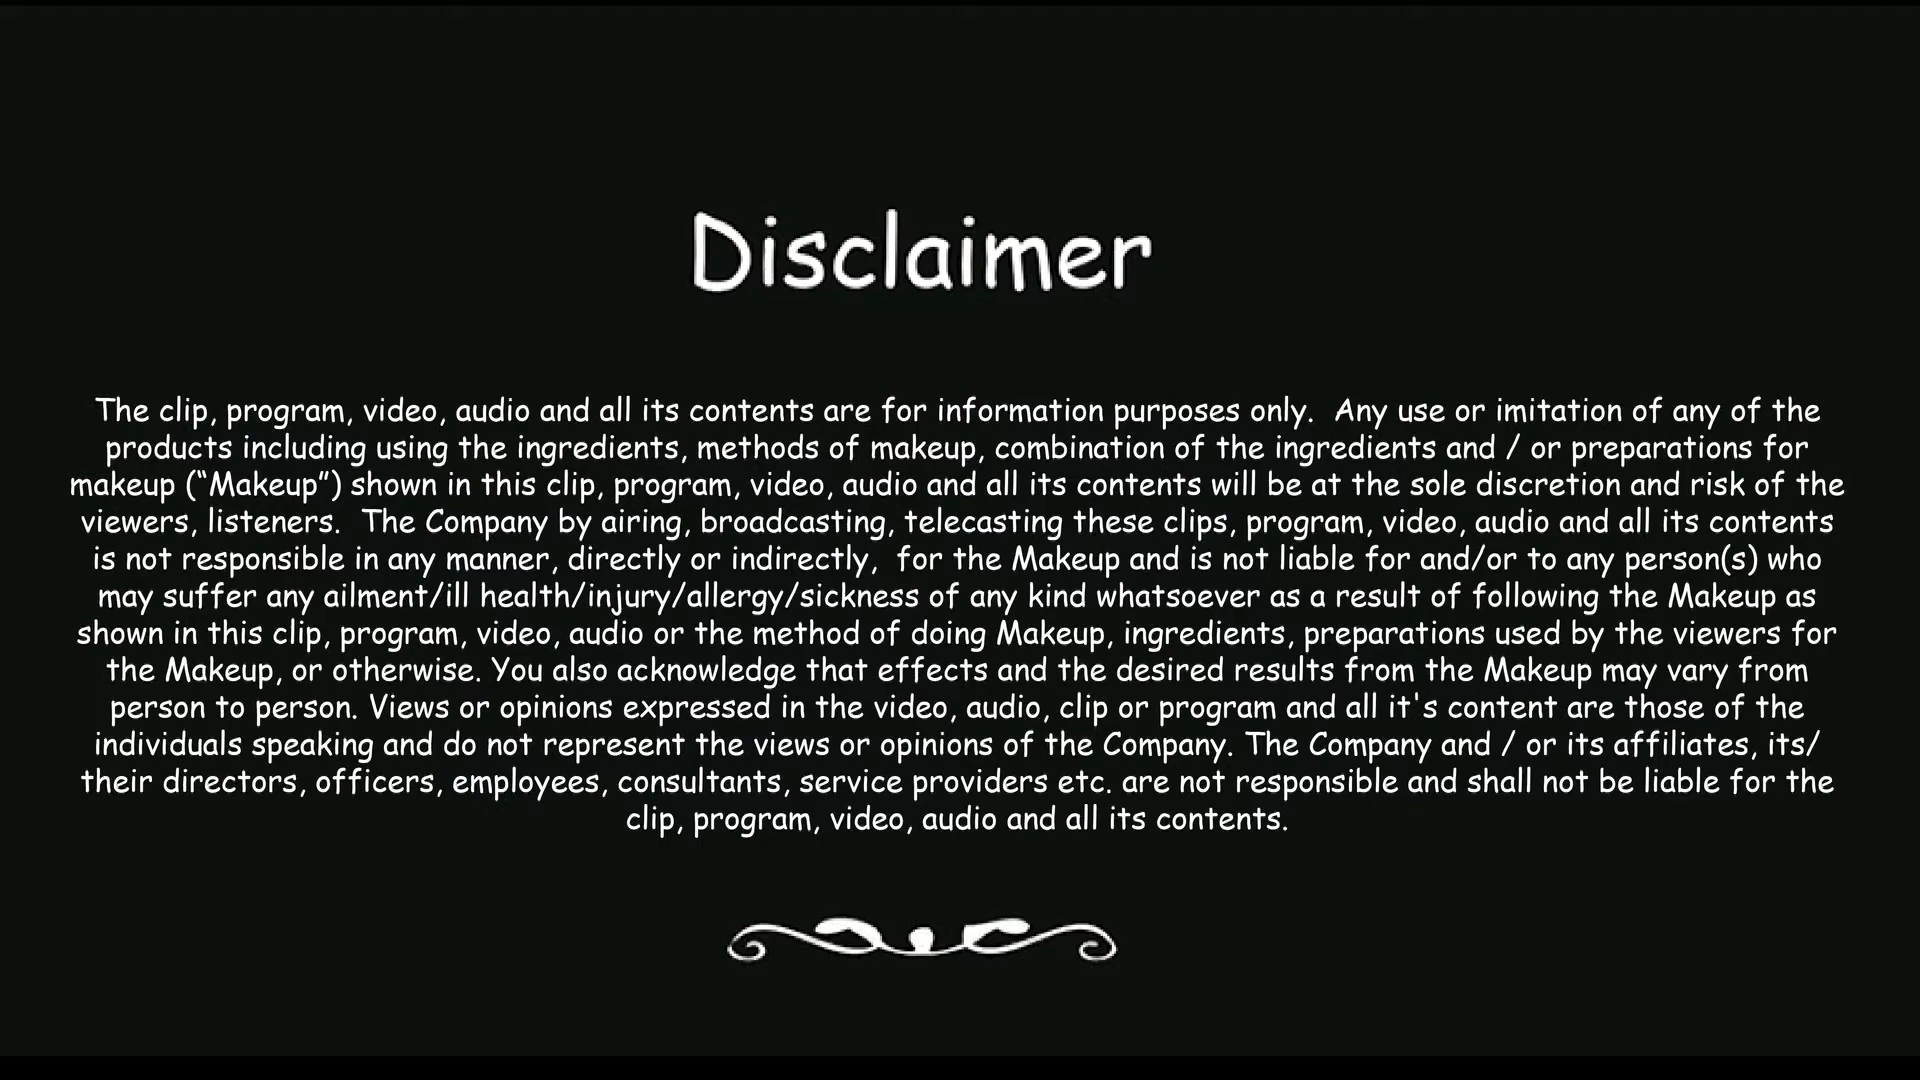 Disclaimer
The clip, program, video, audio and all its contents are for information purposes only.  Any use or imitation of any of the
products including using the ingredients, methods of makeup, combination of the ingredients and / or preparations for
makeup (“Makeup”) shown in this clip, program, video, audio and all its contents will be at the sole discretion and risk of the
viewers, listeners.  The Company by airing, broadcasting, telecasting these clips, program, video, audio and all its contents
is not responsible in any manner, directly or indirectly,  for the Makeup and is not liable for and/or to any person(s) who
may suffer any ailment/ill health/injury/allergy/sickness of any kind whatsoever as a result of following the Makeup as
shown in this clip, program, video, audio or the method of doing Makeup, ingredients, preparations used by the viewers for
the Makeup, or otherwise. You also acknowledge that effects and the desired results from the Makeup may vary from
person to person. Views or opinions expressed in the video, audio, clip or program and all it's content are those of the
individuals speaking and do not represent the views or opinions of the Company. The Company and / or its affiliates, its/
their directors, officers, employees, consultants, service providers etc. are not responsible and shall not be liable for the
clip, program, video, audio and all its contents.